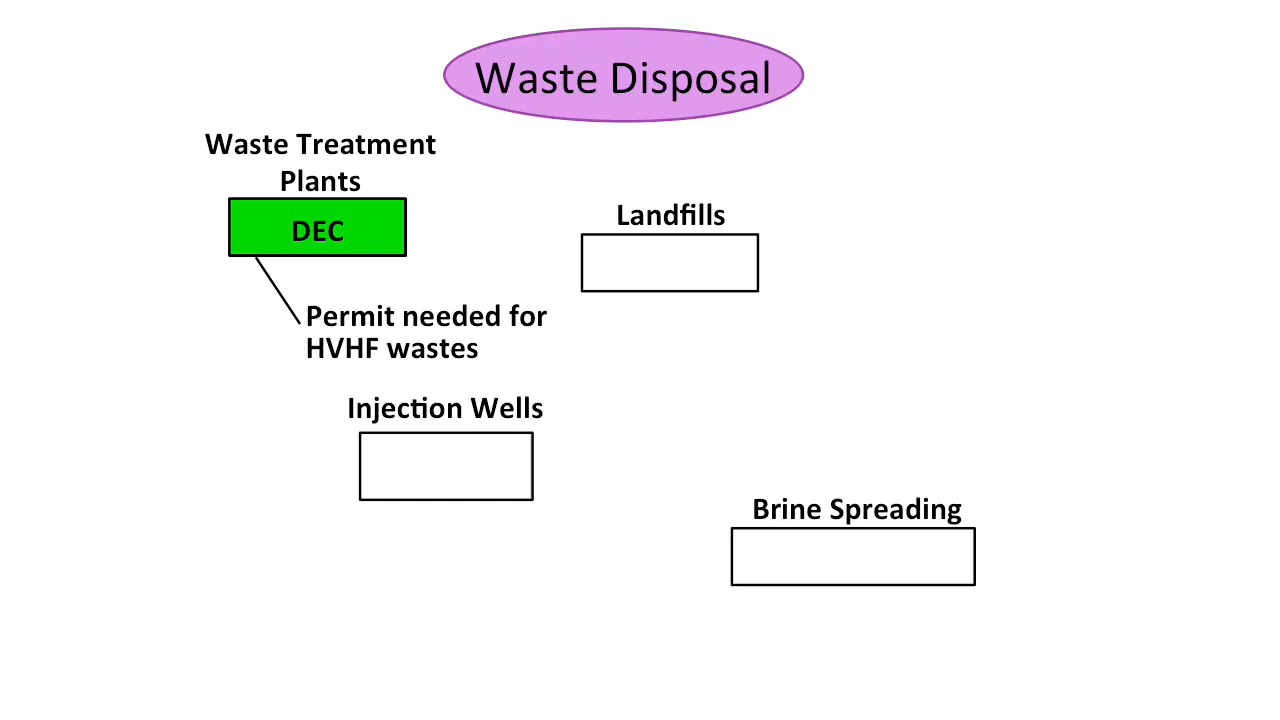 Waste Disposal
Waste Treatment
Plants
DEC
Permit needed for
HVHF wastes
Landfills
Injection Wells
Brine Spreading